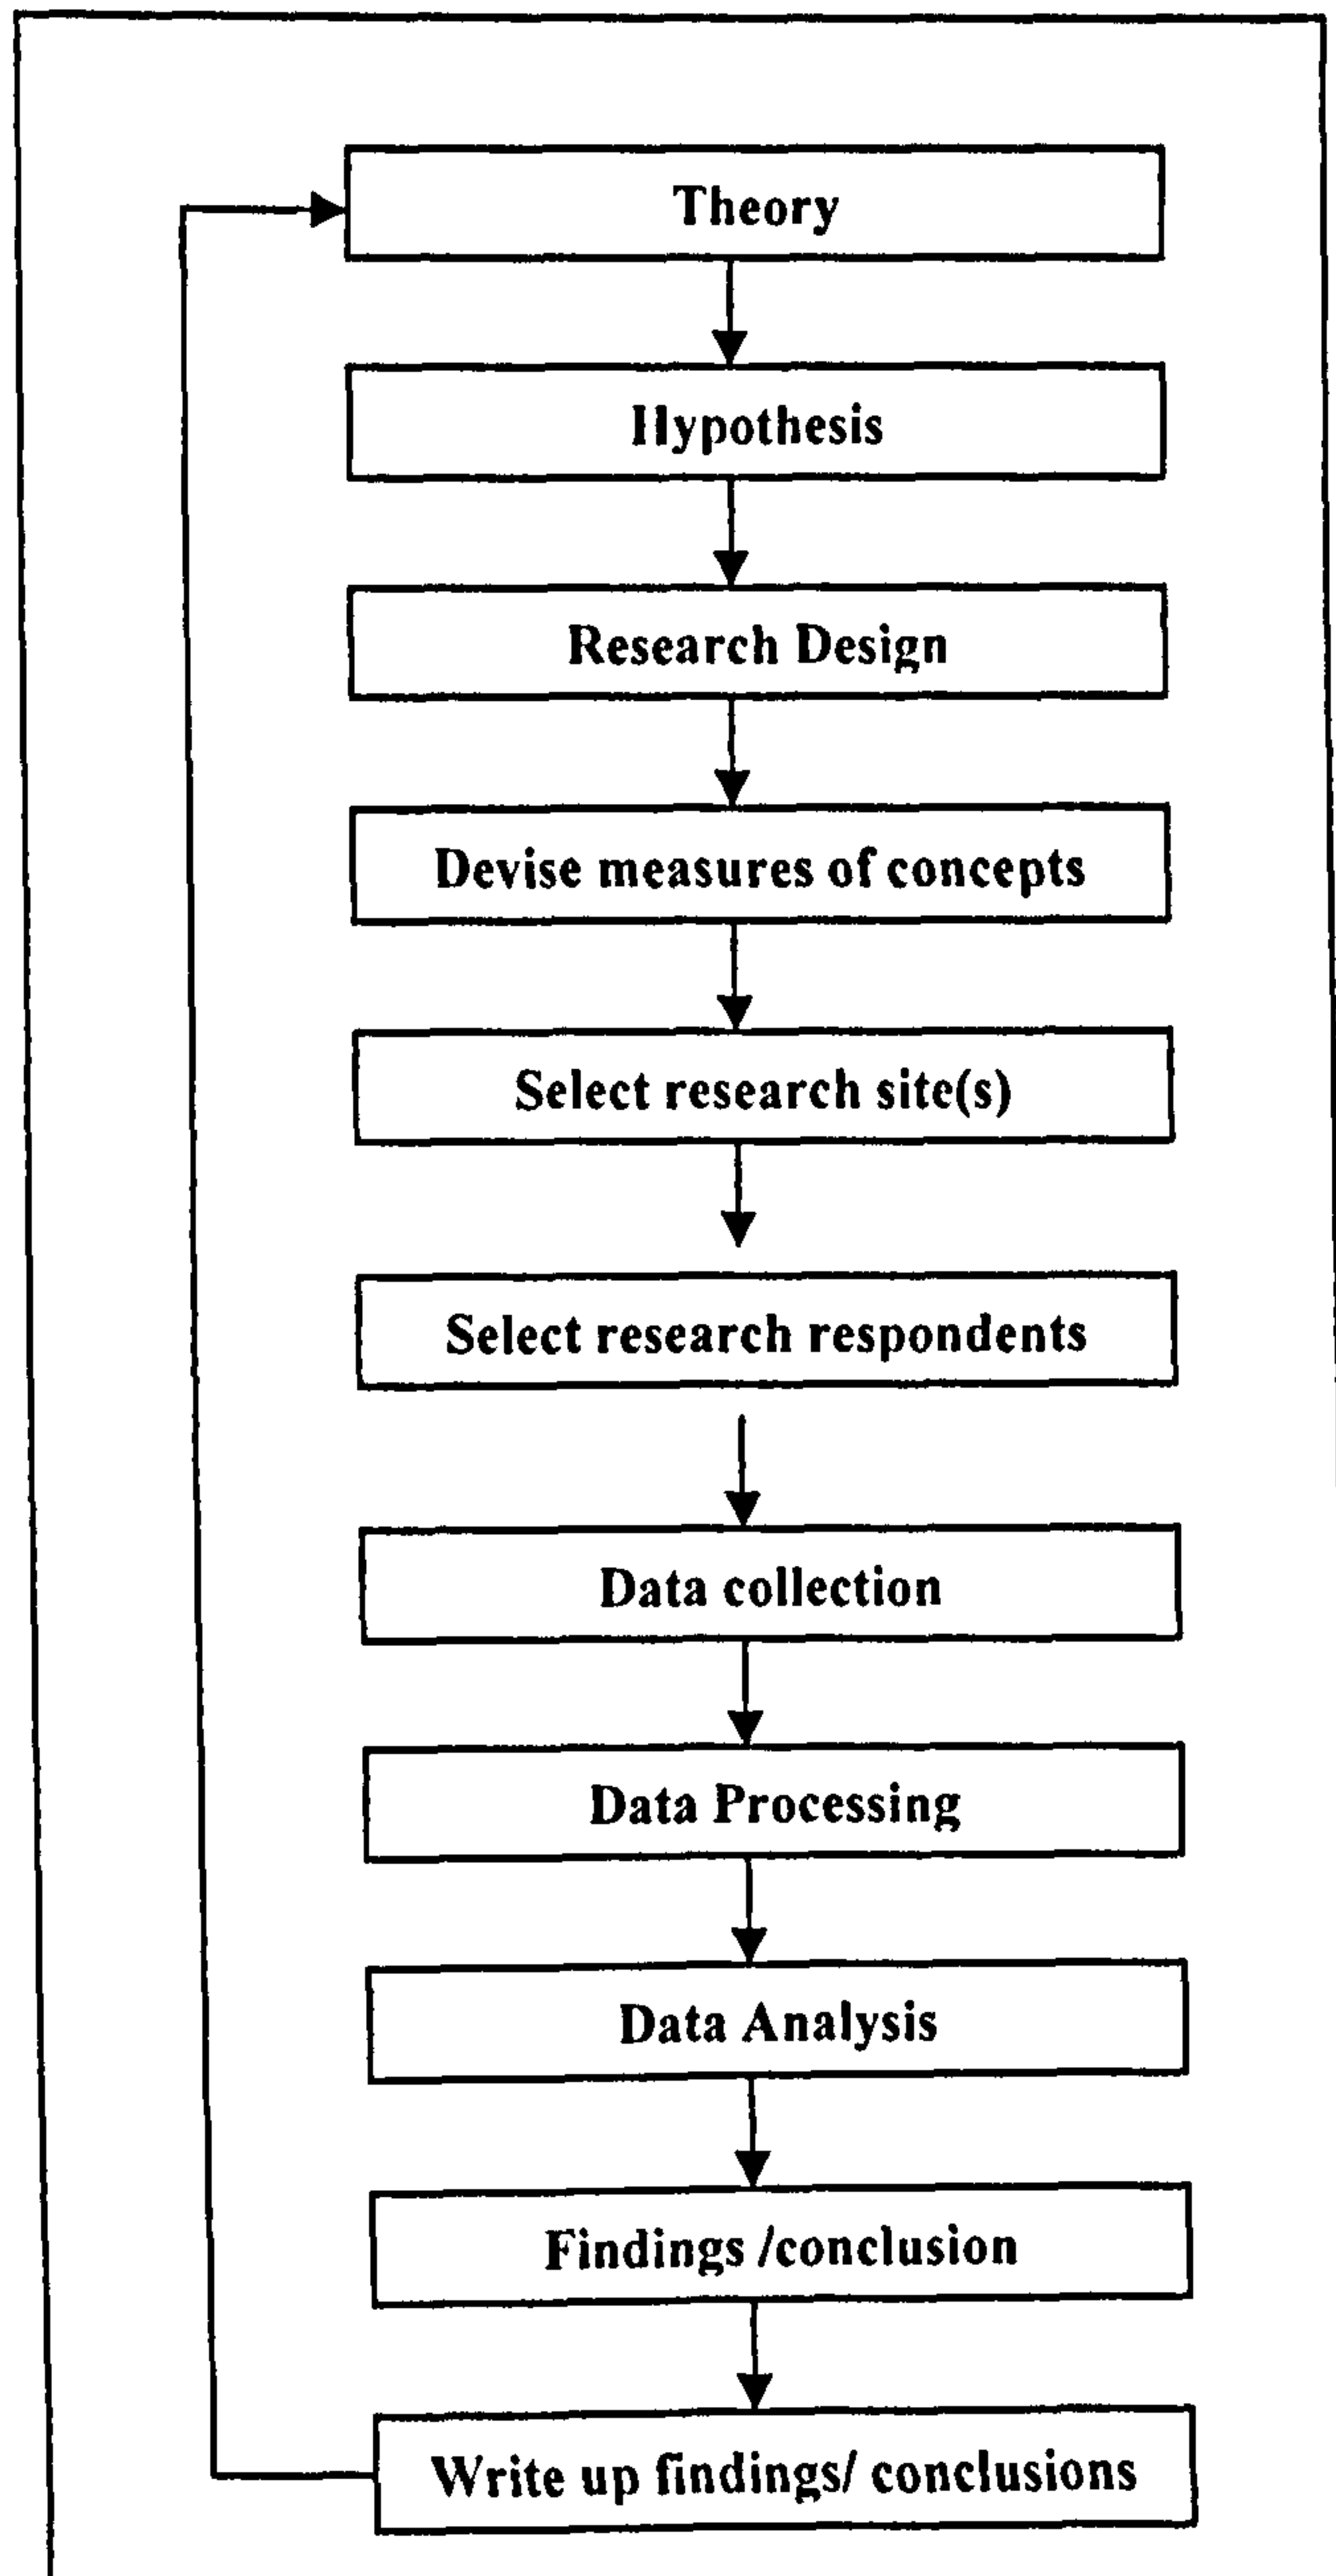 Theory
Hypothesis
Research Design
Devise measures of concepts
Select research site(s)
Select research respondents
Data collection
Data Processing
Data Analysis
Findings /conclusion
Write up findings/ conclusions